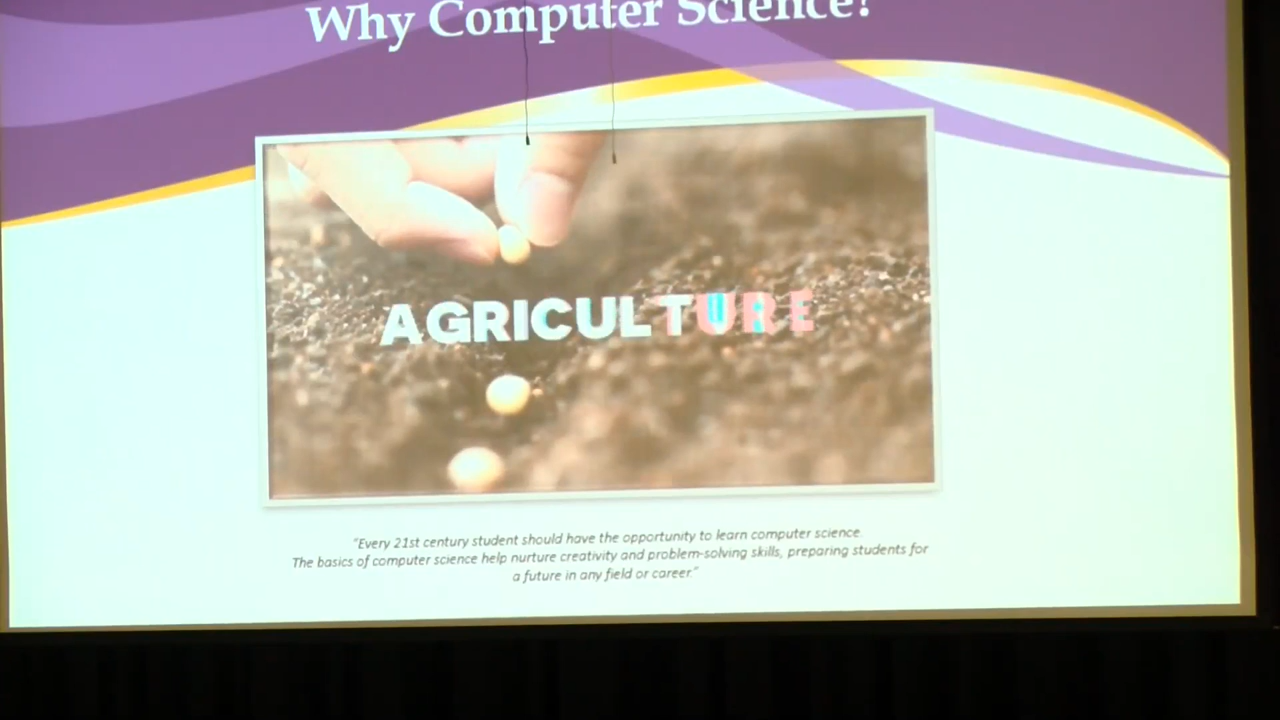 Why Computer Science?
AGRICULTURE
“Every 21st century student should have the opportunity to learn computer science.
The basics of computer science help nurture creativity and problem-solving skills, preparing students for
a future in any field or career.”